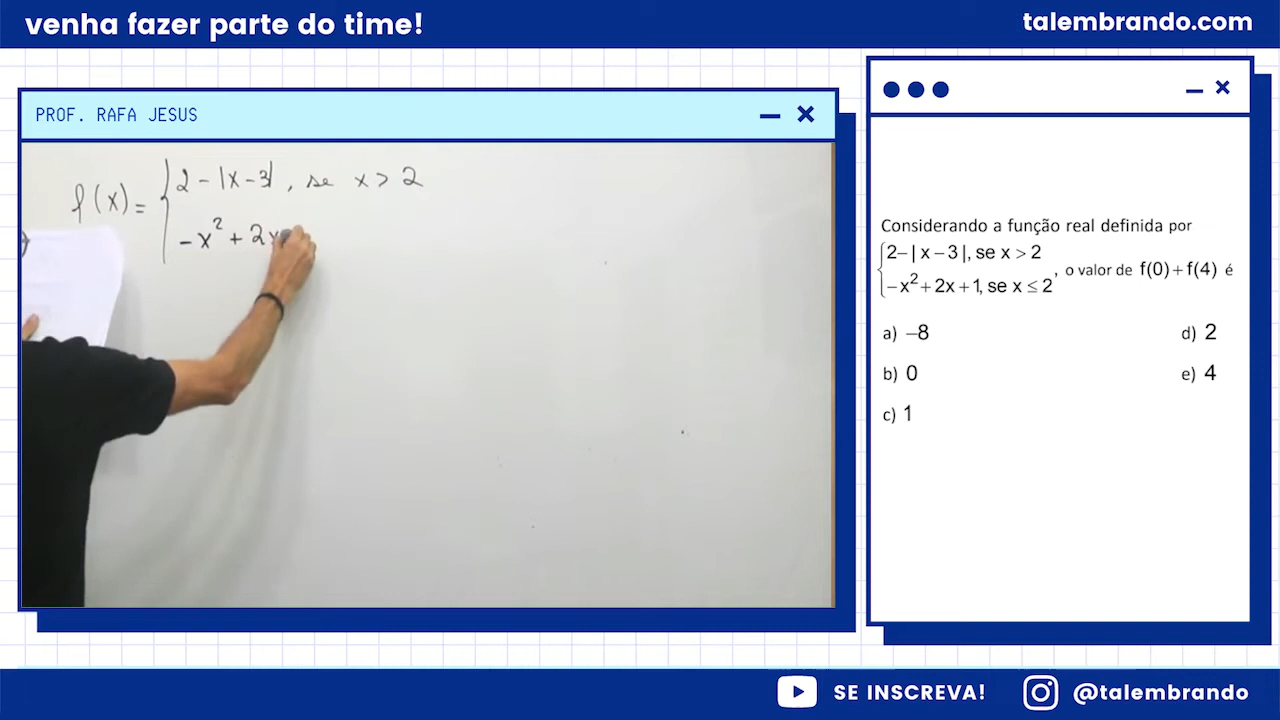 venha fazer parte do time!
talembrando.com
PROF. RAFA JESUS
f(x)= {2 - |x - 3|, se x > 2
-x² + 2x
Considerando a função real definida por
{2–| x – 3 |, se x > 2
–x²+ 2x + 1, se x ≤ 2 , o valor de f(0)+ f(4) é
a) –8
d) 2
b) 0
e) 4
c) 1
SE INSCREVA!
@talembrando